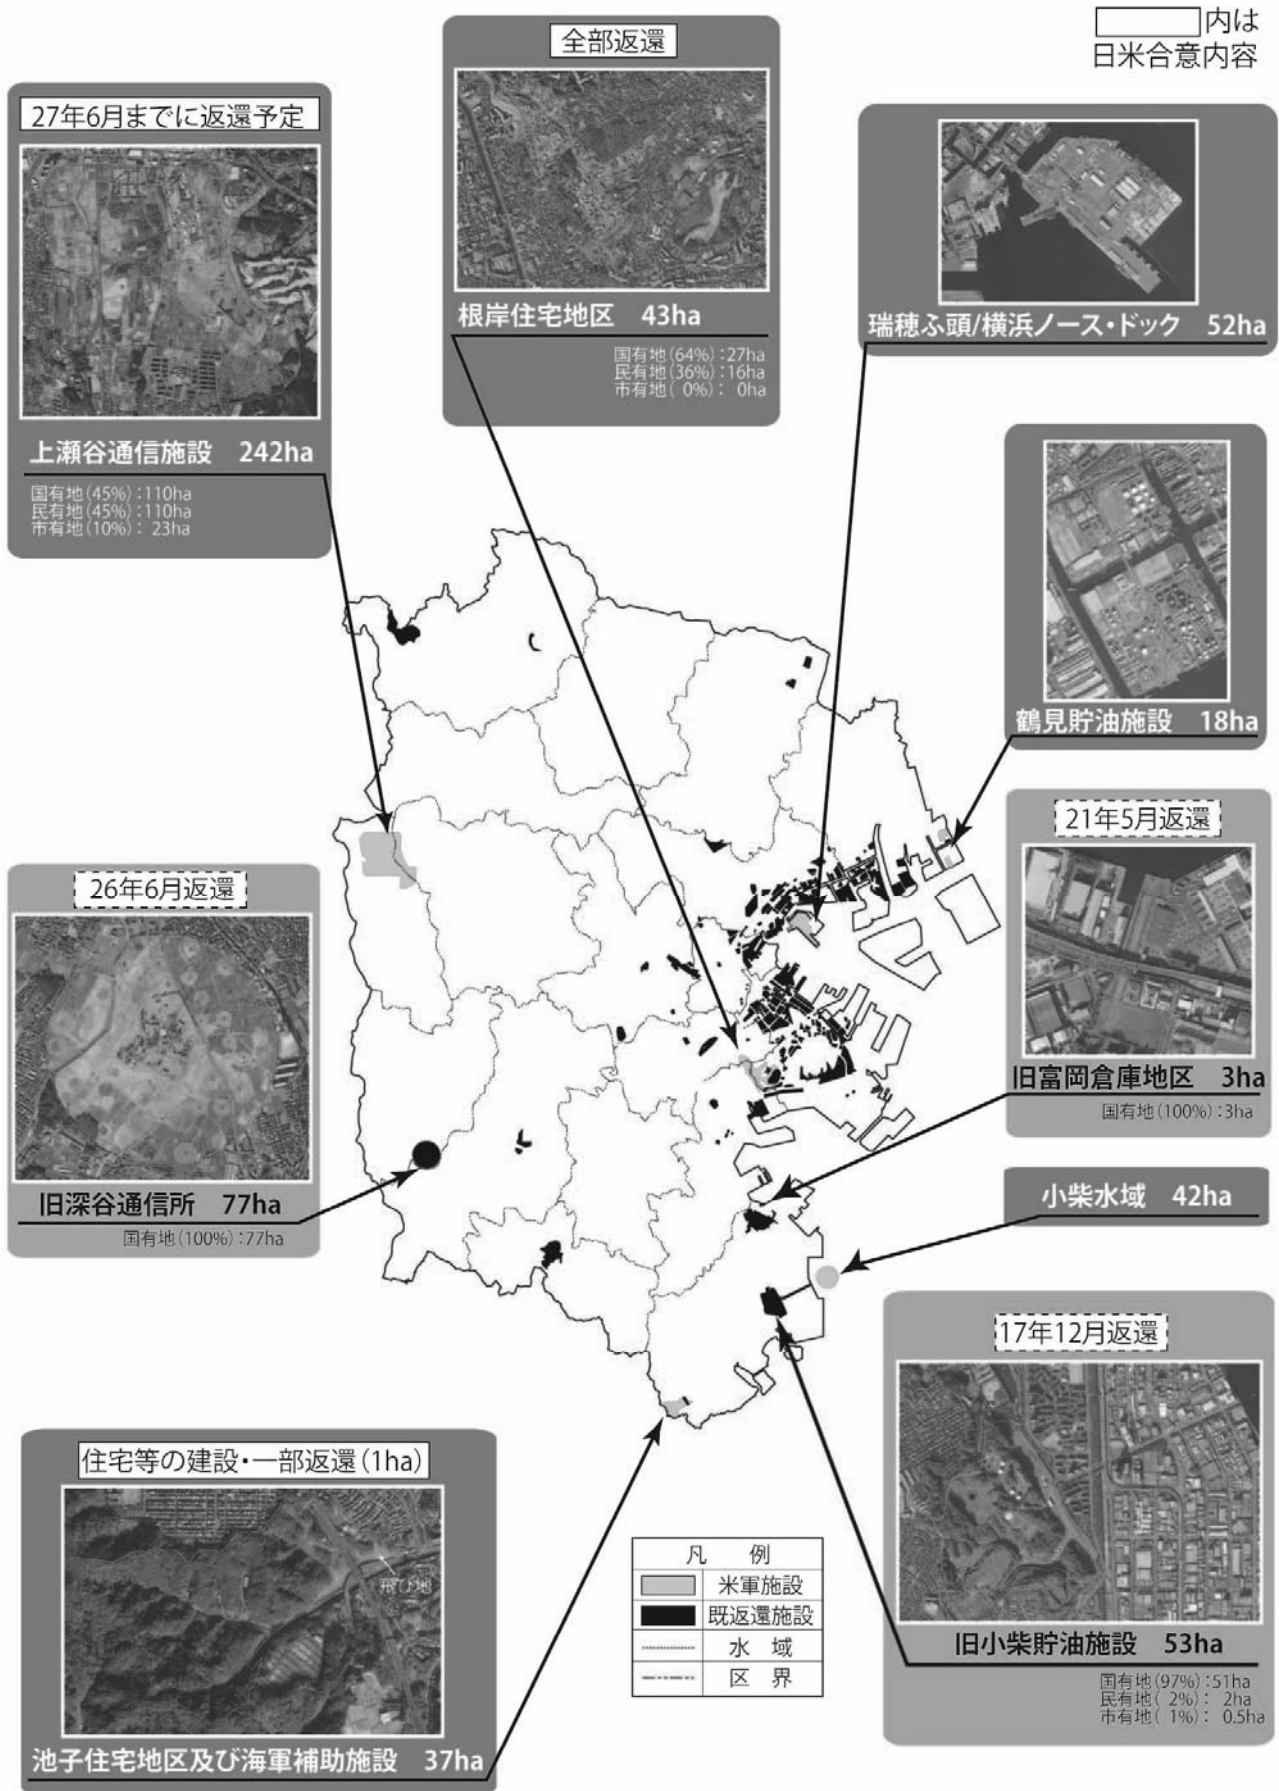 内は
日米合意内容
全部返還
根岸住宅地区 43ha
国有地(64%):27ha
民有地(36%):16ha
市有地( 0%): 0ha
27年6月までに返還予定
上瀬谷通信施設 242ha
国有地(45%):110ha
民有地(45%):110ha
市有地(10%): 23ha
瑞穂ふ頭/横浜ノース・ドック 52ha
鶴見貯油施設 18ha
21年5月返還
旧富岡倉庫地区 3ha
国有地(100%):3ha
26年6月返還
旧深谷通信所 77ha
国有地(100%):77ha
小柴水域 42ha
17年12月返還
旧小柴貯油施設 53ha
国有地(97%):51ha
民有地( 2%): 2ha
市有地( 1%): 0.5ha
住宅等の建設・一部返還(1ha)
飛び地
池子住宅地区及び海軍補助施設 37ha
凡 例
米軍施設
既返還施設
水 域
区 界